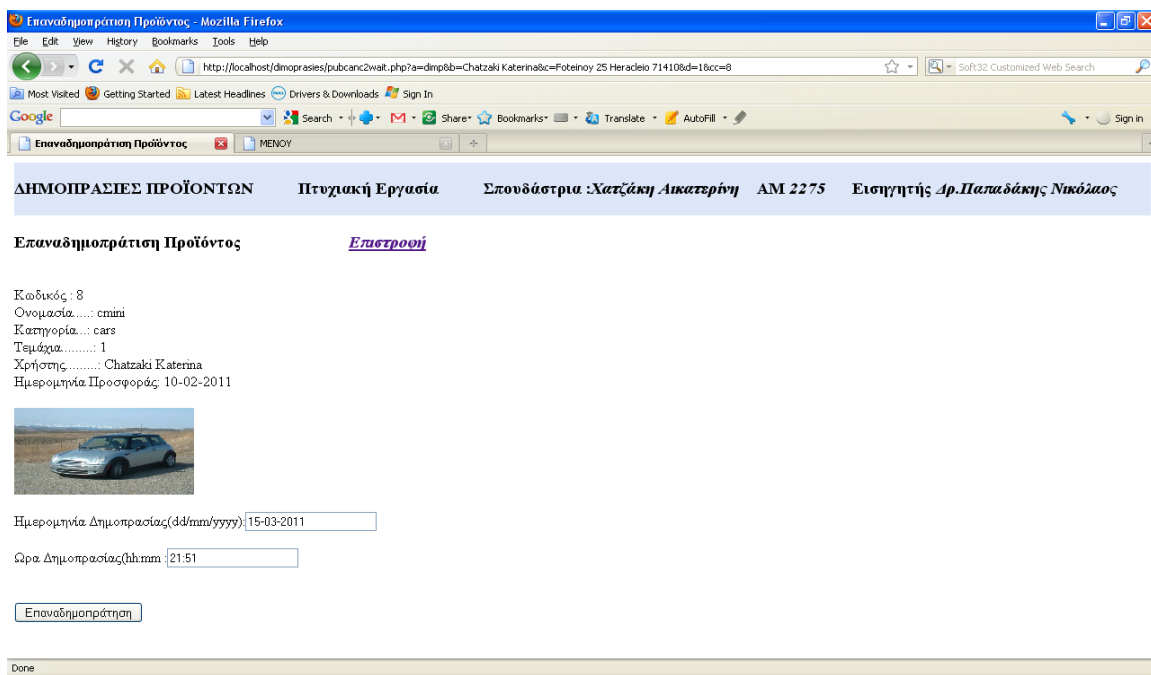 Επαναδημοπράτιση Προϊόντος - Mozilla Firefox
File Edit View History Bookmarks Tools Help
http://localhost/dimoprasies/pubcanc2wait.php?a=dimp&b=Chatzaki Katerina&c=Foteinoy 25 Heracleio 71410&d=1&cc=8 Soft32 Customized Web Search
Most Visited Getting Started Latest Headlines Drivers & Downloads Sign In
Google Search Share Bookmarks Translate AutoFill Sign in
Επαναδημοπράτιση Προϊόντος MENOY
ΔΗΜΟΠΡΑΣΙΕΣ ΠΡΟΪΟΝΤΩΝ Πτυχιακή Εργασία Σπουδάστρια :Χατζάκη Αικατερίνη ΑΜ 2275 Εισηγητής Δρ.Παπαδάκης Νικόλαος
Επαναδημοπράτιση Προϊόντος Επιστροφή
Κωδικός : 8
Ονομασία.....: cmini
Κατηγορία...: cars
Τεμάχια.........: 1
Χρήστης.........: Chatzaki Katerina
Ημερομηνία Προσφοράς: 10-02-2011
Ημερομηνία Δημοπρασίας(dd/mm/yyyy): 15-03-2011
Ωρα Δημοπρασίας(hh:mm : 21:51
Επαναδημοπράτηση
Done